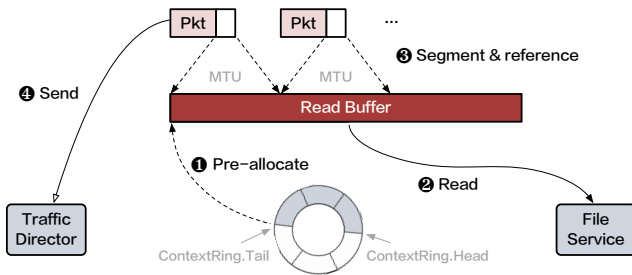 Pkt
Pkt
...
❸ Segment & reference
MTU
MTU
❹ Send
Read Buffer
❶ Pre-allocate
❷ Read
Traffic
Director
File
Service
ContextRing.Tail
ContextRing.Head